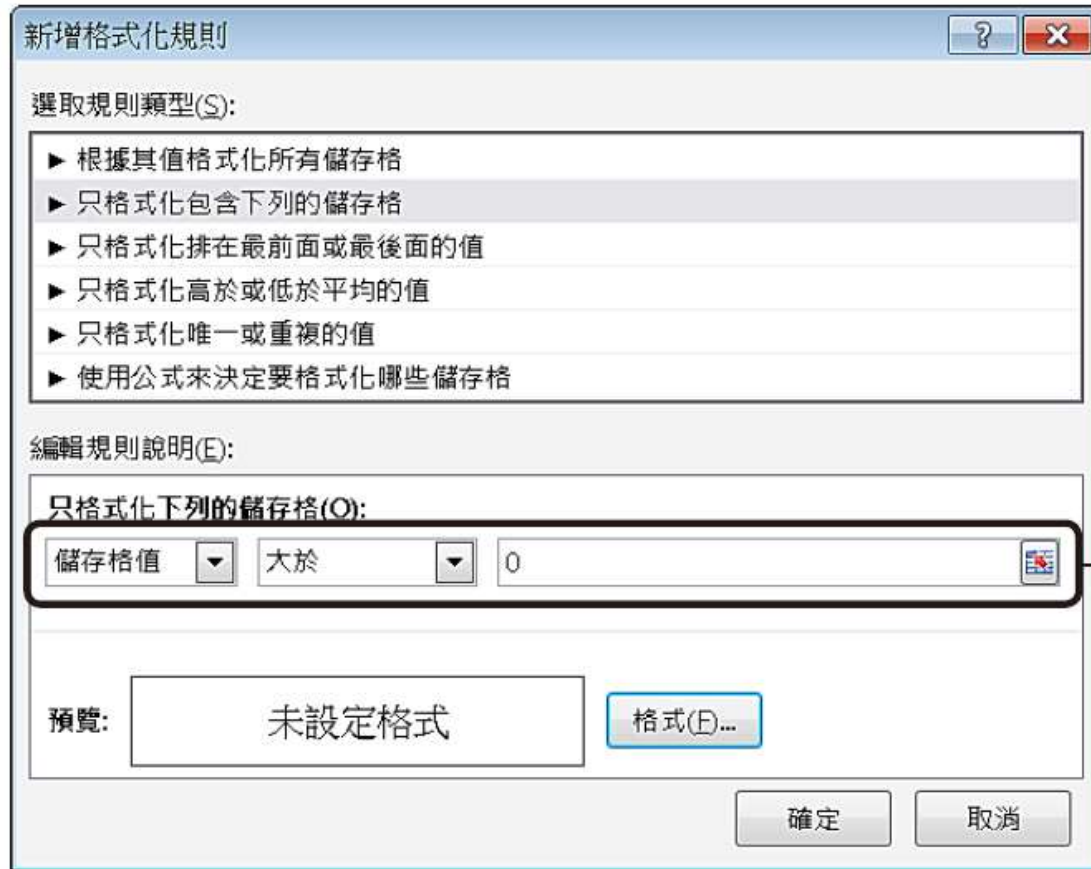 新增格式化規則
選取規則類型(S):
► 根據其值格式化所有儲存格
► 只格式化包含下列的儲存格
► 只格式化排在最前面或最後面的值
► 只格式化高於或低於平均的值
► 只格式化唯一或重複的值
► 使用公式來決定要格式化哪些儲存格
編輯規則說明(E):
只格式化下列的儲存格(O):
儲存格值 大於 0
預覽: 未設定格式 格式(F)...
確定 取消